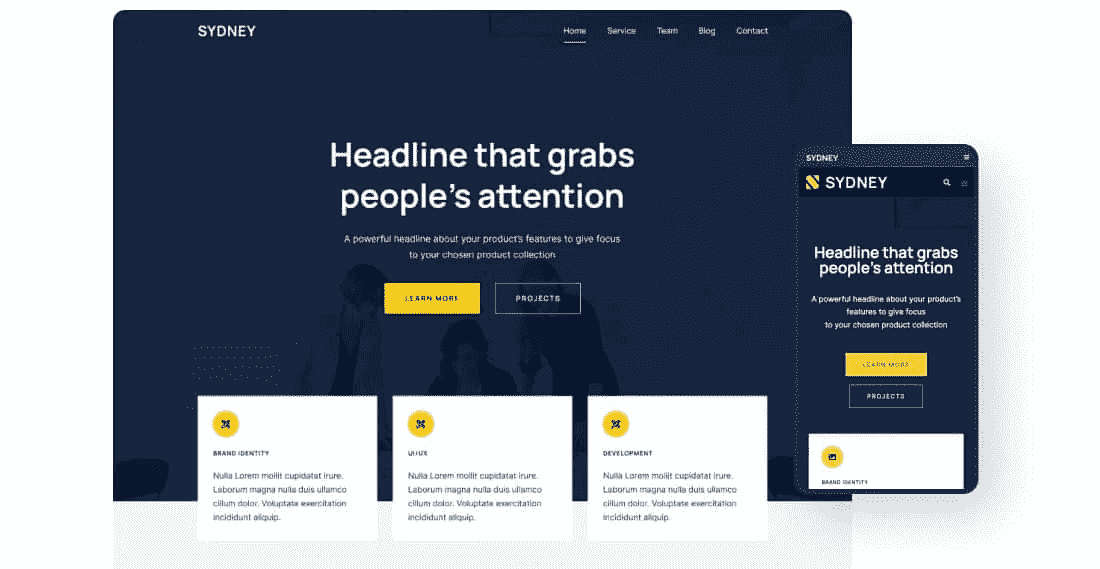 SYDNEY
Home Service Team Blog Contact
Headline that grabs
people's attention
A powerful headline about your product's features to give focus
to your chosen product collection
LEARN MORE PROJECTS
BRAND IDENTITY
Nulla Lorem mollit cupidatat irure.
Laborum magna nulla duis ullamco
cillum dolor. Voluptate exercitation
incididunt aliquip.
UI/UX
Nulla Lorem mollit cupidatat irure.
Laborum magna nulla duis ullamco
cillum dolor. Voluptate exercitation
incididunt aliquip.
DEVELOPMENT
Nulla Lorem mollit cupidatat irure.
Laborum magna nulla duis ullamco
cillum dolor. Voluptate exercitation
incididunt aliquip.
SYDNEY
SYDNEY
Headline that grabs
people's attention
A powerful headline about your product's
features to give focus
to your chosen product collection
LEARN MORE
PROJECTS
BRAND IDENTITY